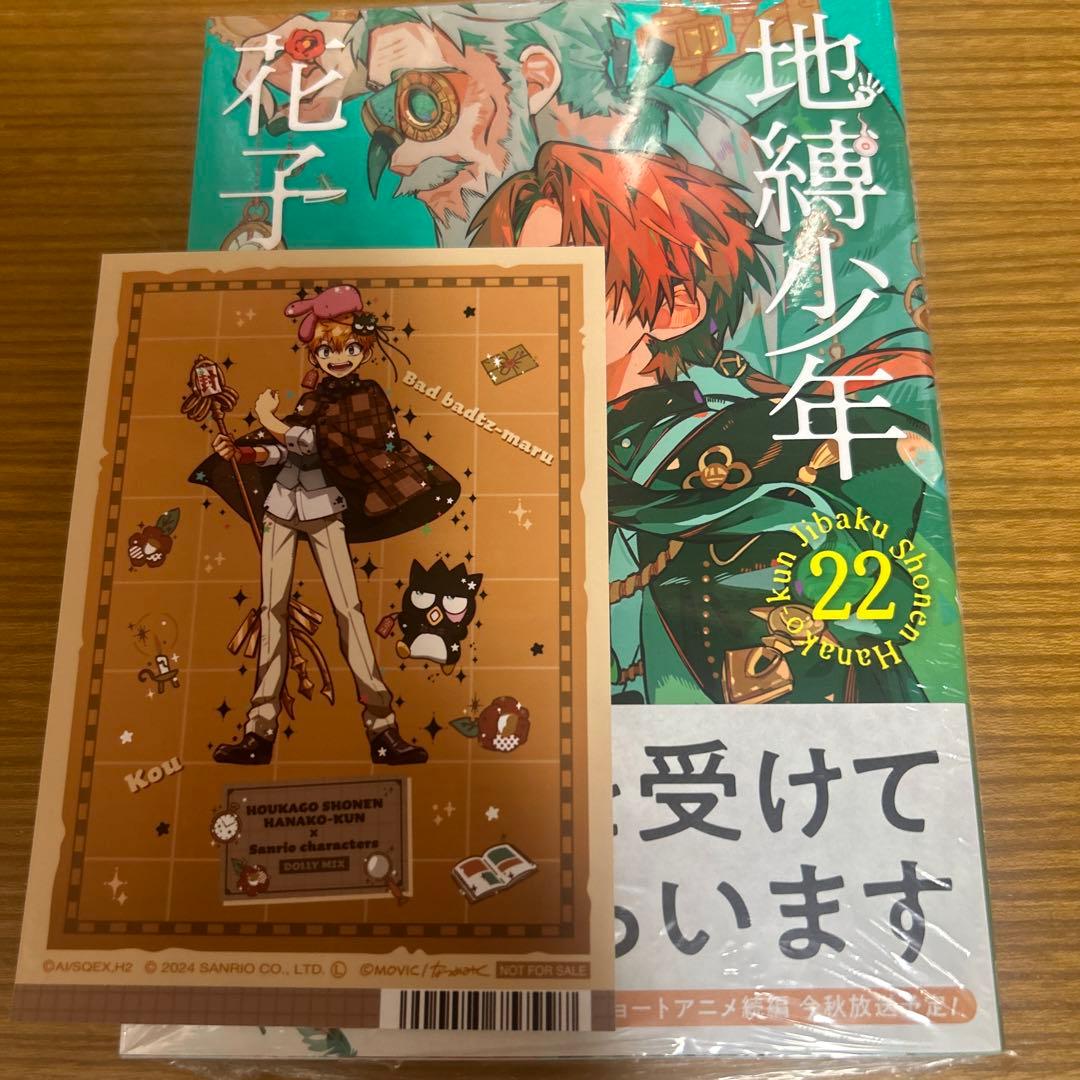 地縛少年
花子
Jibaku Shonen Hanako-kun
22
受けて
います
ョートアニメ続編 今秋放送予定!
Bad badtz-maru
Kou
HOUKAGO SHONEN
HANAKO-KUN
×
Sanrio characters
DOLLY MIX
©AI/SQEX,H2 © 2024 SANRIO CO., LTD. Ⓛ ©MOVIC/
NOT FOR SALE